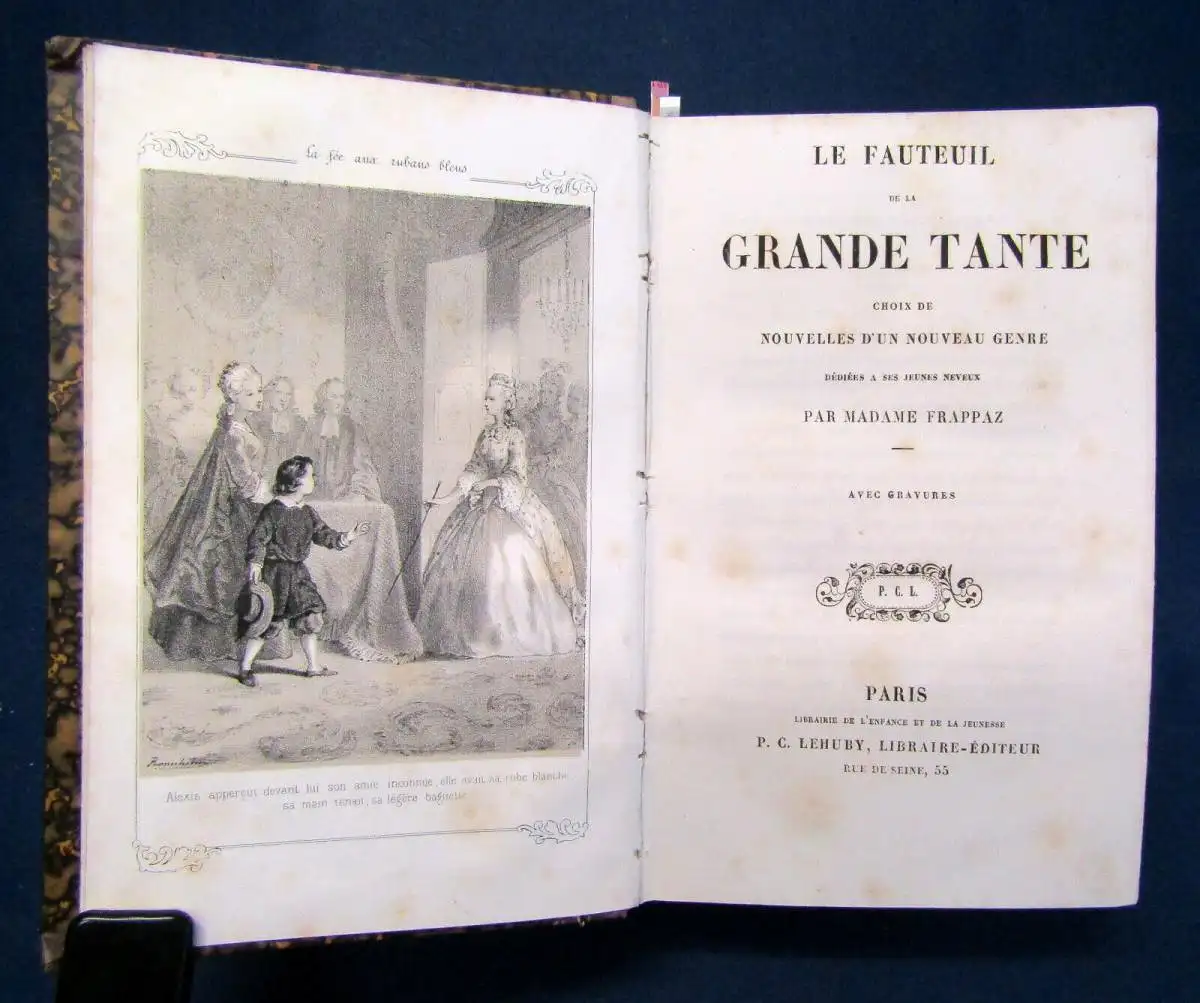 la fée aux rubans bleus
Alexis apperçut devant lui son amie inconnue, elle avait sa robe blanche
sa main tenait, sa légère baguette
LE FAUTEUIL
DE LA
GRANDE TANTE
CHOIX DE
NOUVELLES D'UN NOUVEAU GENRE
DÉDIÉES A SES JEUNES NEVEUX
PAR MADAME FRAPPAZ
AVEC GRAVURES
P. C. L.
PARIS
LIBRAIRIE DE L'ENFANCE ET DE LA JEUNESSE
P. C. LEHUBY, LIBRAIRE-ÉDITEUR
RUE DE SEINE, 55